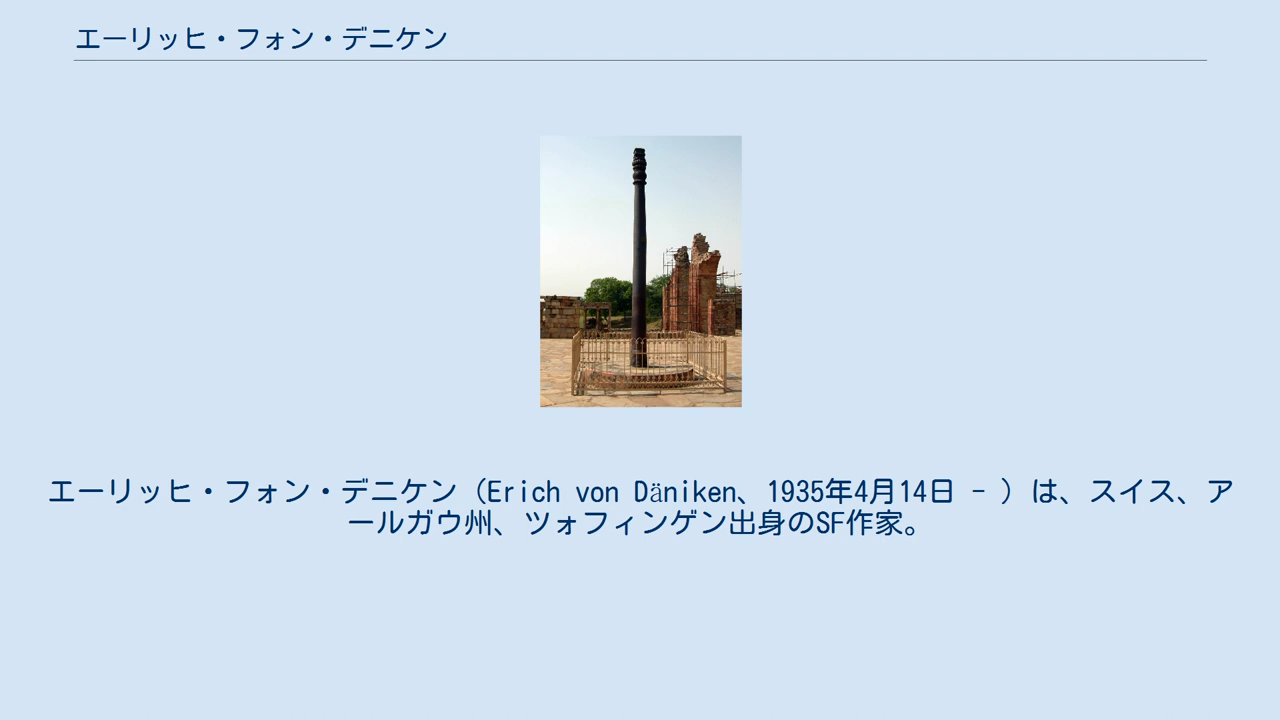 エーリッヒ・フォン・デニケン
エーリッヒ・フォン・デニケン（Erich von Däniken、1935年4月14日 - ）は、スイス、ア
ールガウ州、ツォフィンゲン出身のSF作家。